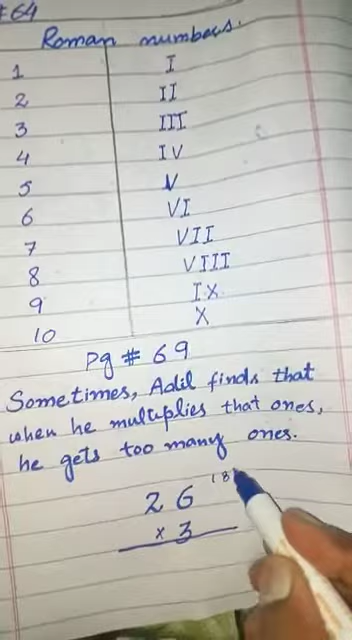 #64
Roman numbers.
1 I
2 II
3 III
4 IV
5 V
6 VI
7 VII
8 VIII
9 IX
10 X
Pg # 69
Sometimes, Adil finds that
when he multiplies that ones,
he gets too many ones.
26 (8
x 3